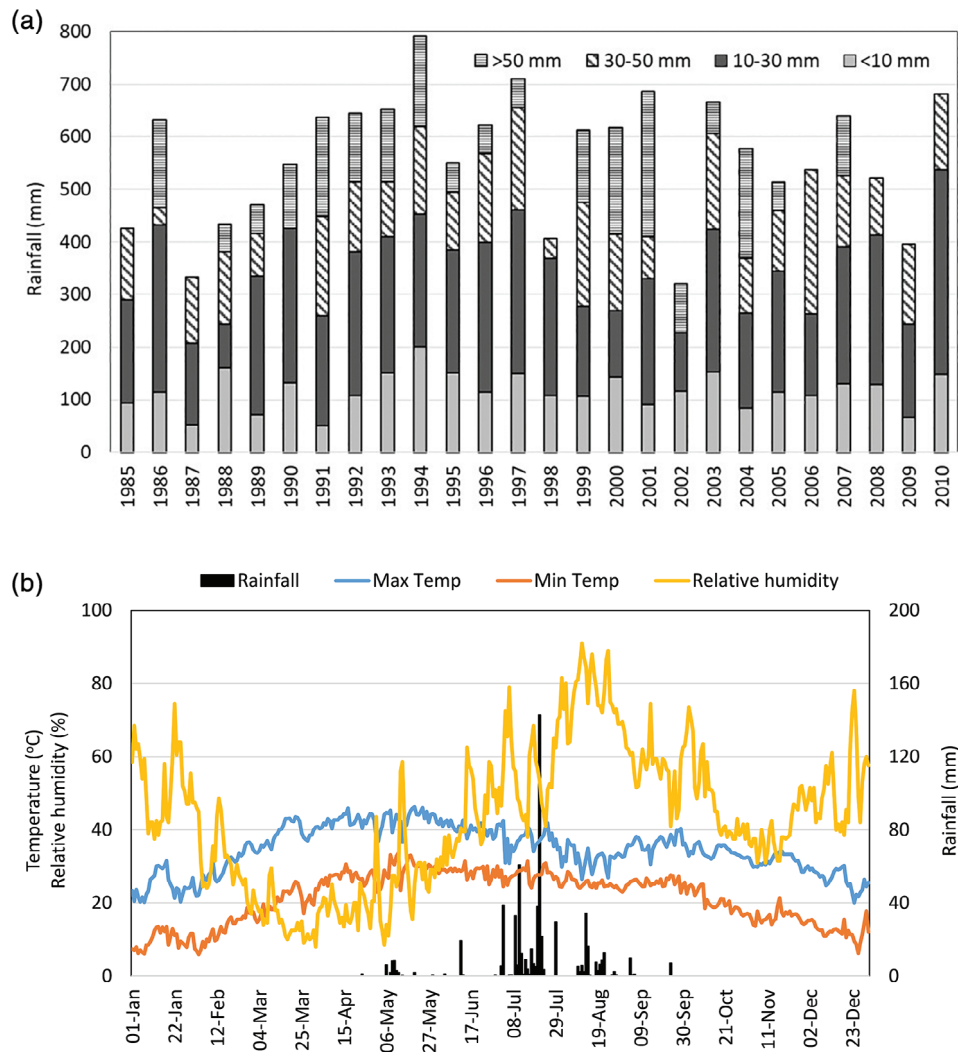 (a)
800
700
600
500
400
300
200
100
0
Rainfall (mm)
>50 mm 30-50 mm 10-30 mm <10 mm
1985 1986 1987 1988 1989 1990 1991 1992 1993 1994 1995 1996 1997 1998 1999 2000 2001 2002 2003 2004 2005 2006 2007 2008 2009 2010
(b)
Rainfall Max Temp Min Temp Relative humidity
100
80
60
40
20
0
Temperature (°C)
Relative humidity (%)
200
160
120
80
40
0
Rainfall (mm)
01-Jan 22-Jan 12-Feb 04-Mar 25-Mar 15-Apr 06-May 27-May 17-Jun 08-Jul 29-Jul 19-Aug 09-Sep 30-Sep 21-Oct 11-Nov 02-Dec 23-Dec